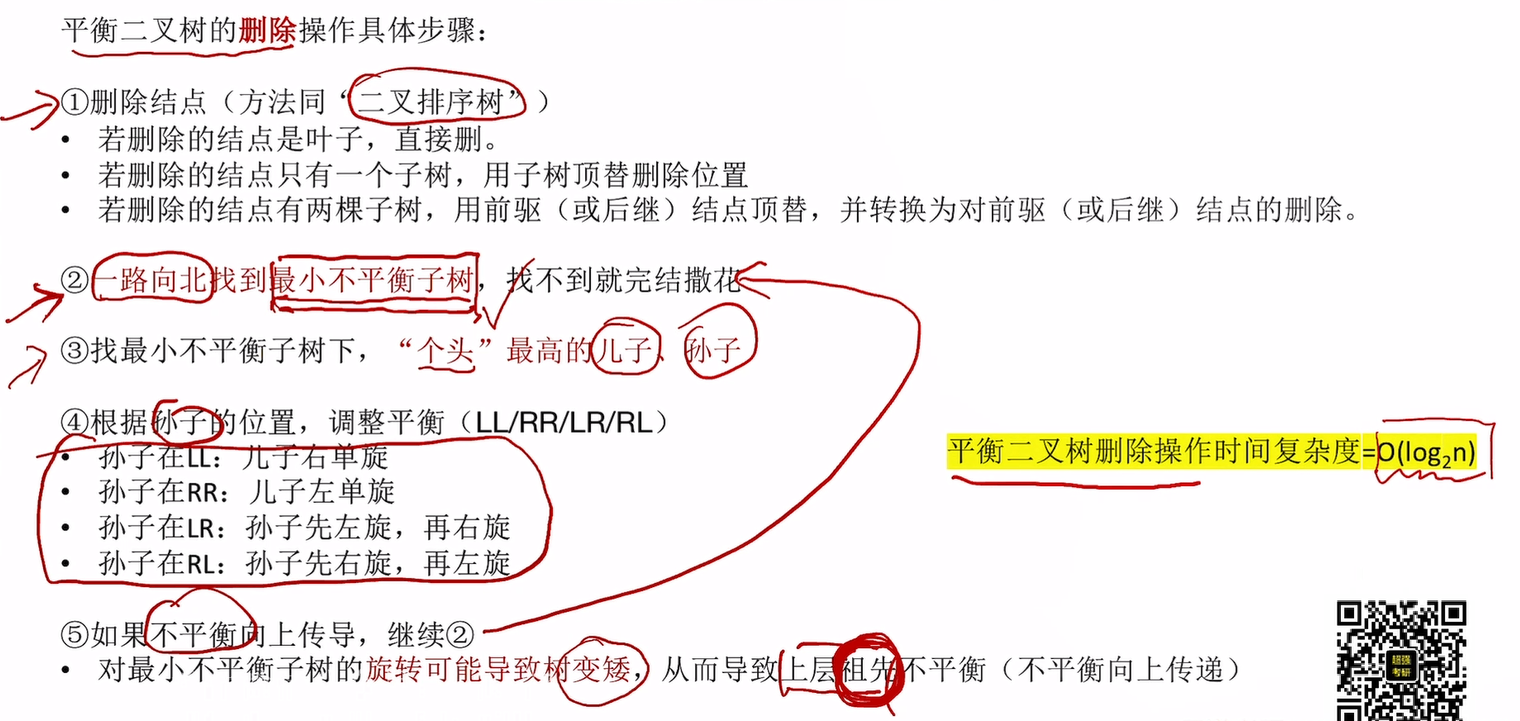 平衡二叉树的删除操作具体步骤：
①删除结点（方法同“二叉排序树”）
• 若删除的结点是叶子，直接删。
• 若删除的结点只有一个子树，用子树顶替删除位置
• 若删除的结点有两棵子树，用前驱（或后继）结点顶替，并转换为对前驱（或后继）结点的删除。
②一路向北找到最小不平衡子树，找不到就完结撒花
③找最小不平衡子树下，“个头”最高的儿子、孙子
④根据孙子的位置，调整平衡（LL/RR/LR/RL）
• 孙子在LL：儿子右单旋
• 孙子在RR：儿子左单旋
• 孙子在LR：孙子先左旋，再右旋
• 孙子在RL：孙子先右旋，再左旋
平衡二叉树删除操作时间复杂度=O(log₂n)
⑤如果不平衡向上传导，继续②
• 对最小不平衡子树的旋转可能导致树变矮，从而导致上层祖先不平衡（不平衡向上传递）
超强
考研